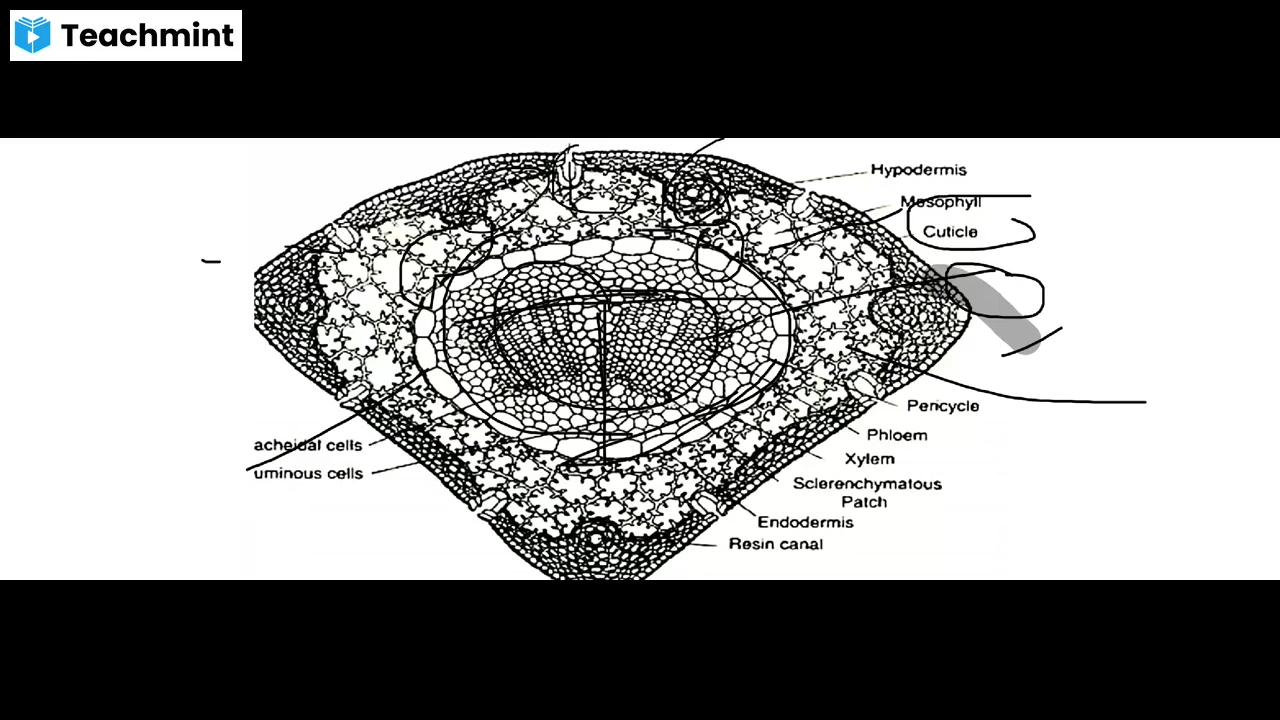 Teachmint
Hypodermis
Mesophyll
Cuticle
Pericycle
Phloem
Xylem
Sclerenchymatous
Patch
Endodermis
Resin canal
acheidal cells
uminous cells